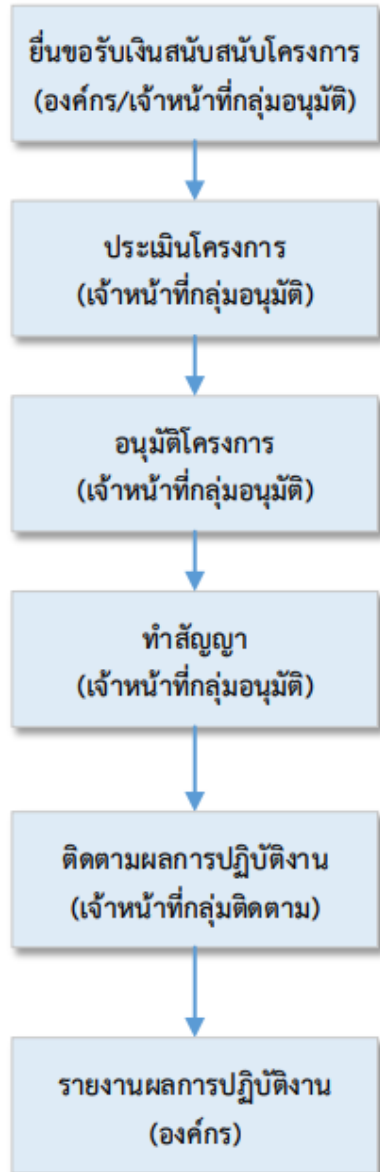 ยื่นขอรับเงินสนับสนับโครงการ
(องค์กร/เจ้าหน้าที่กลุ่มอนุมัติ)
ประเมินโครงการ
(เจ้าหน้าที่กลุ่มอนุมัติ)
อนุมัติโครงการ
(เจ้าหน้าที่กลุ่มอนุมัติ)
ทำสัญญา
(เจ้าหน้าที่กลุ่มอนุมัติ)
ติดตามผลการปฏิบัติงาน
(เจ้าหน้าที่กลุ่มติดตาม)
รายงานผลการปฏิบัติงาน
(องค์กร)